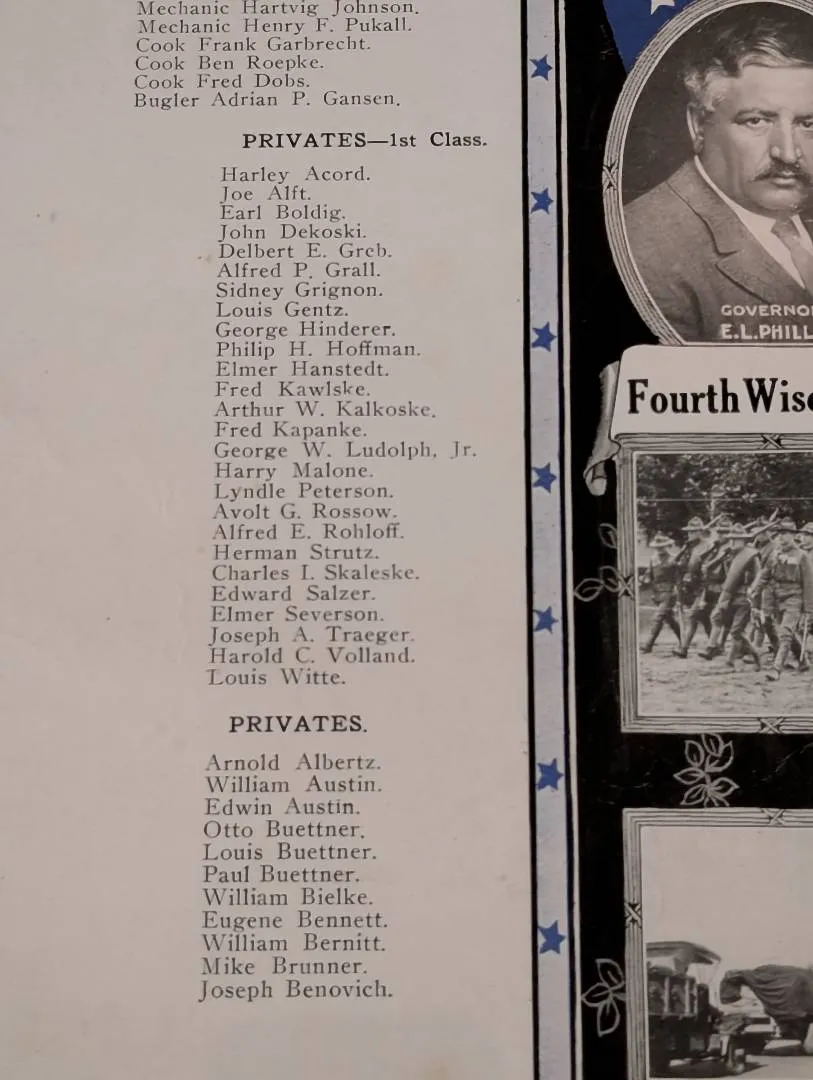 Mechanic Hartvig Johnson.
Mechanic Henry F. Pukall.
Cook Frank Garbrecht.
Cook Ben Roepke.
Cook Fred Dobs.
Bugler Adrian P. Gansen.
PRIVATES—1st Class.
Harley Acord.
Joe Alft.
Earl Boldig.
John Dekoski.
Delbert E. Greb.
Alfred P. Grall.
Sidney Grignon.
Louis Gentz.
George Hinderer.
Philip H. Hoffman.
Elmer Hanstedt.
Fred Kawlske.
Arthur W. Kalkoske.
Fred Kapanke.
George W. Ludolph, Jr.
Harry Malone.
Lyndle Peterson.
Avolt G. Rossow.
Alfred E. Rohloff.
Herman Strutz.
Charles I. Skaleske.
Edward Salzer.
Elmer Severson.
Joseph A. Traeger.
Harold C. Volland.
Louis Witte.
PRIVATES.
Arnold Albertz.
William Austin.
Edwin Austin.
Otto Buettner.
Louis Buettner.
Paul Buettner.
William Bielke.
Eugene Bennett.
William Bernitt.
Mike Brunner.
Joseph Benovich.
GOVERNO
E.L.PHILL
Fourth Wisc